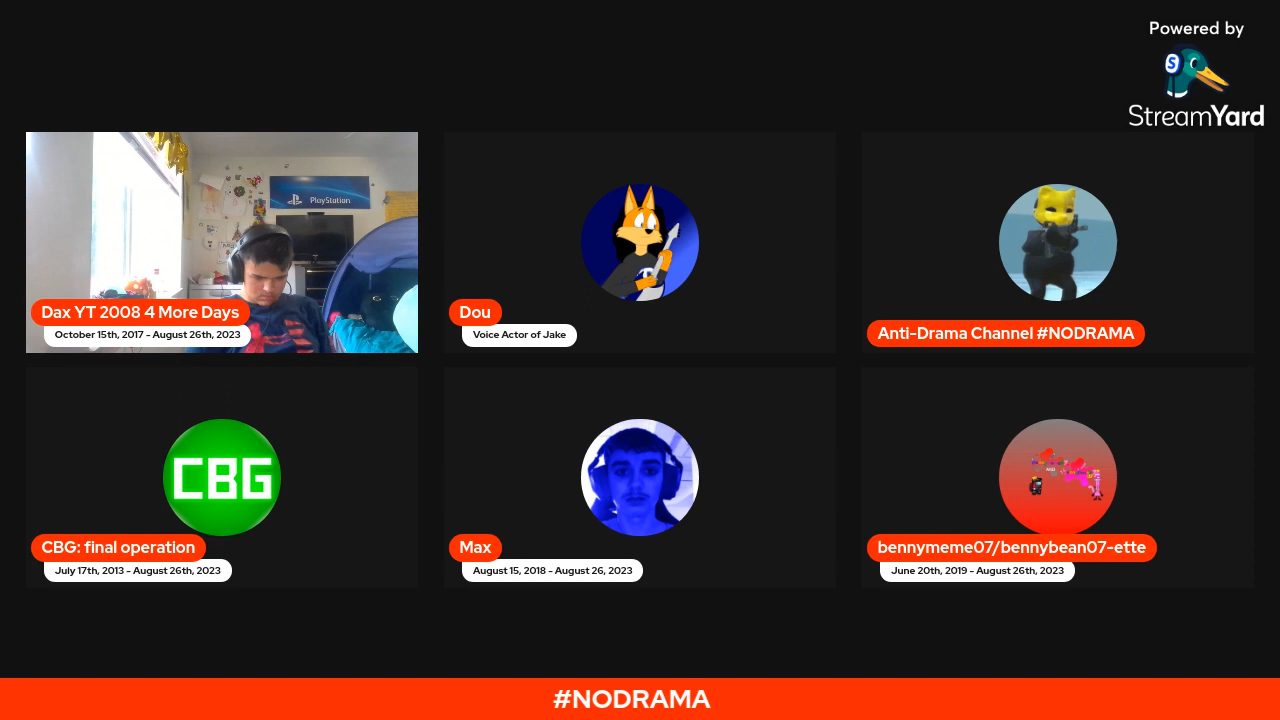 Powered by
S
StreamYard
PlayStation
Dax YT 2008 4 More Days
October 15th, 2017 - August 26th, 2023
Dou
Voice Actor of Jake
Anti-Drama Channel #NODRAMA
CBG
CBG: final operation
July 17th, 2013 - August 26th, 2023
Max
August 15, 2018 - August 26, 2023
bennymeme07/bennybean07-ette
June 20th, 2019 - August 26th, 2023
#NODRAMA